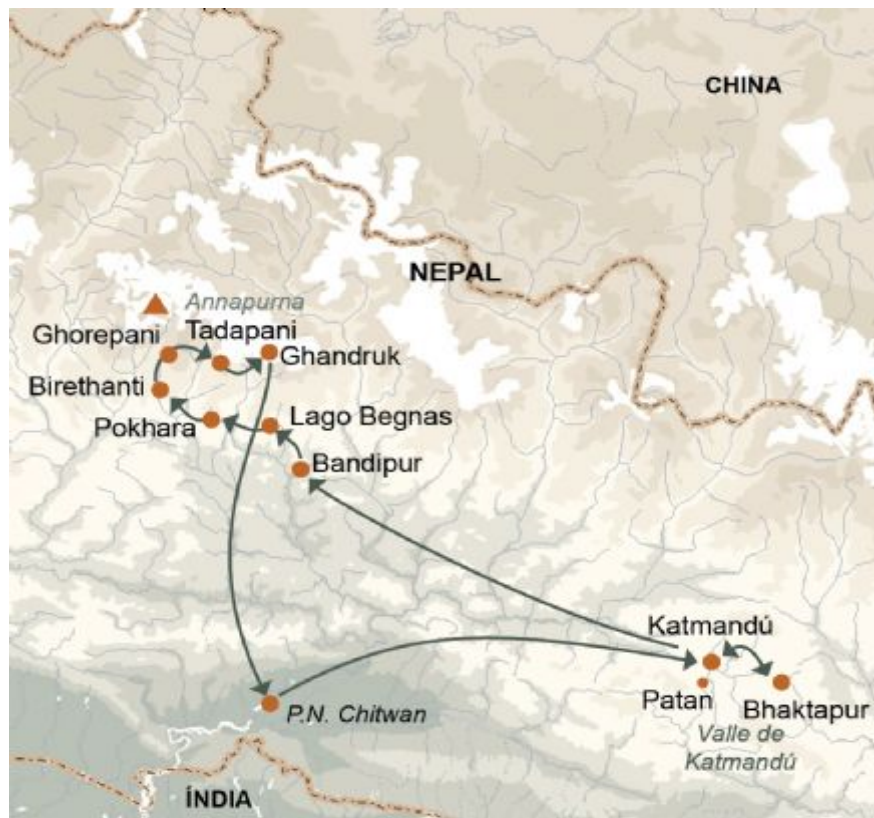 CHINA
NEPAL
Annapurna
Ghorepani
Tadapani
Ghandruk
Birethanti
Pokhara
Lago Begnas
Bandipur
Katmandú
Patan
Bhaktapur
P.N. Chitwan
Valle de
Katmandú
ÍNDIA